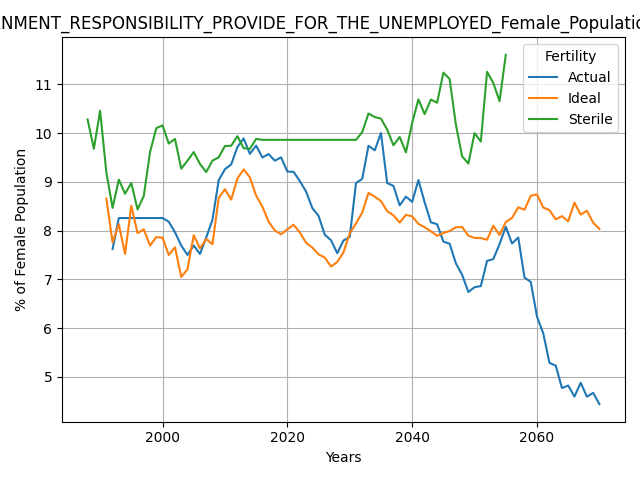 NMENT_RESPONSIBILITY_PROVIDE_FOR_THE_UNEMPLOYED_Female_Populatio
Fertility
Actual
Ideal
Sterile
11
10
9
8
7
6
5
% of Female Population
2000 2020 2040 2060
Years